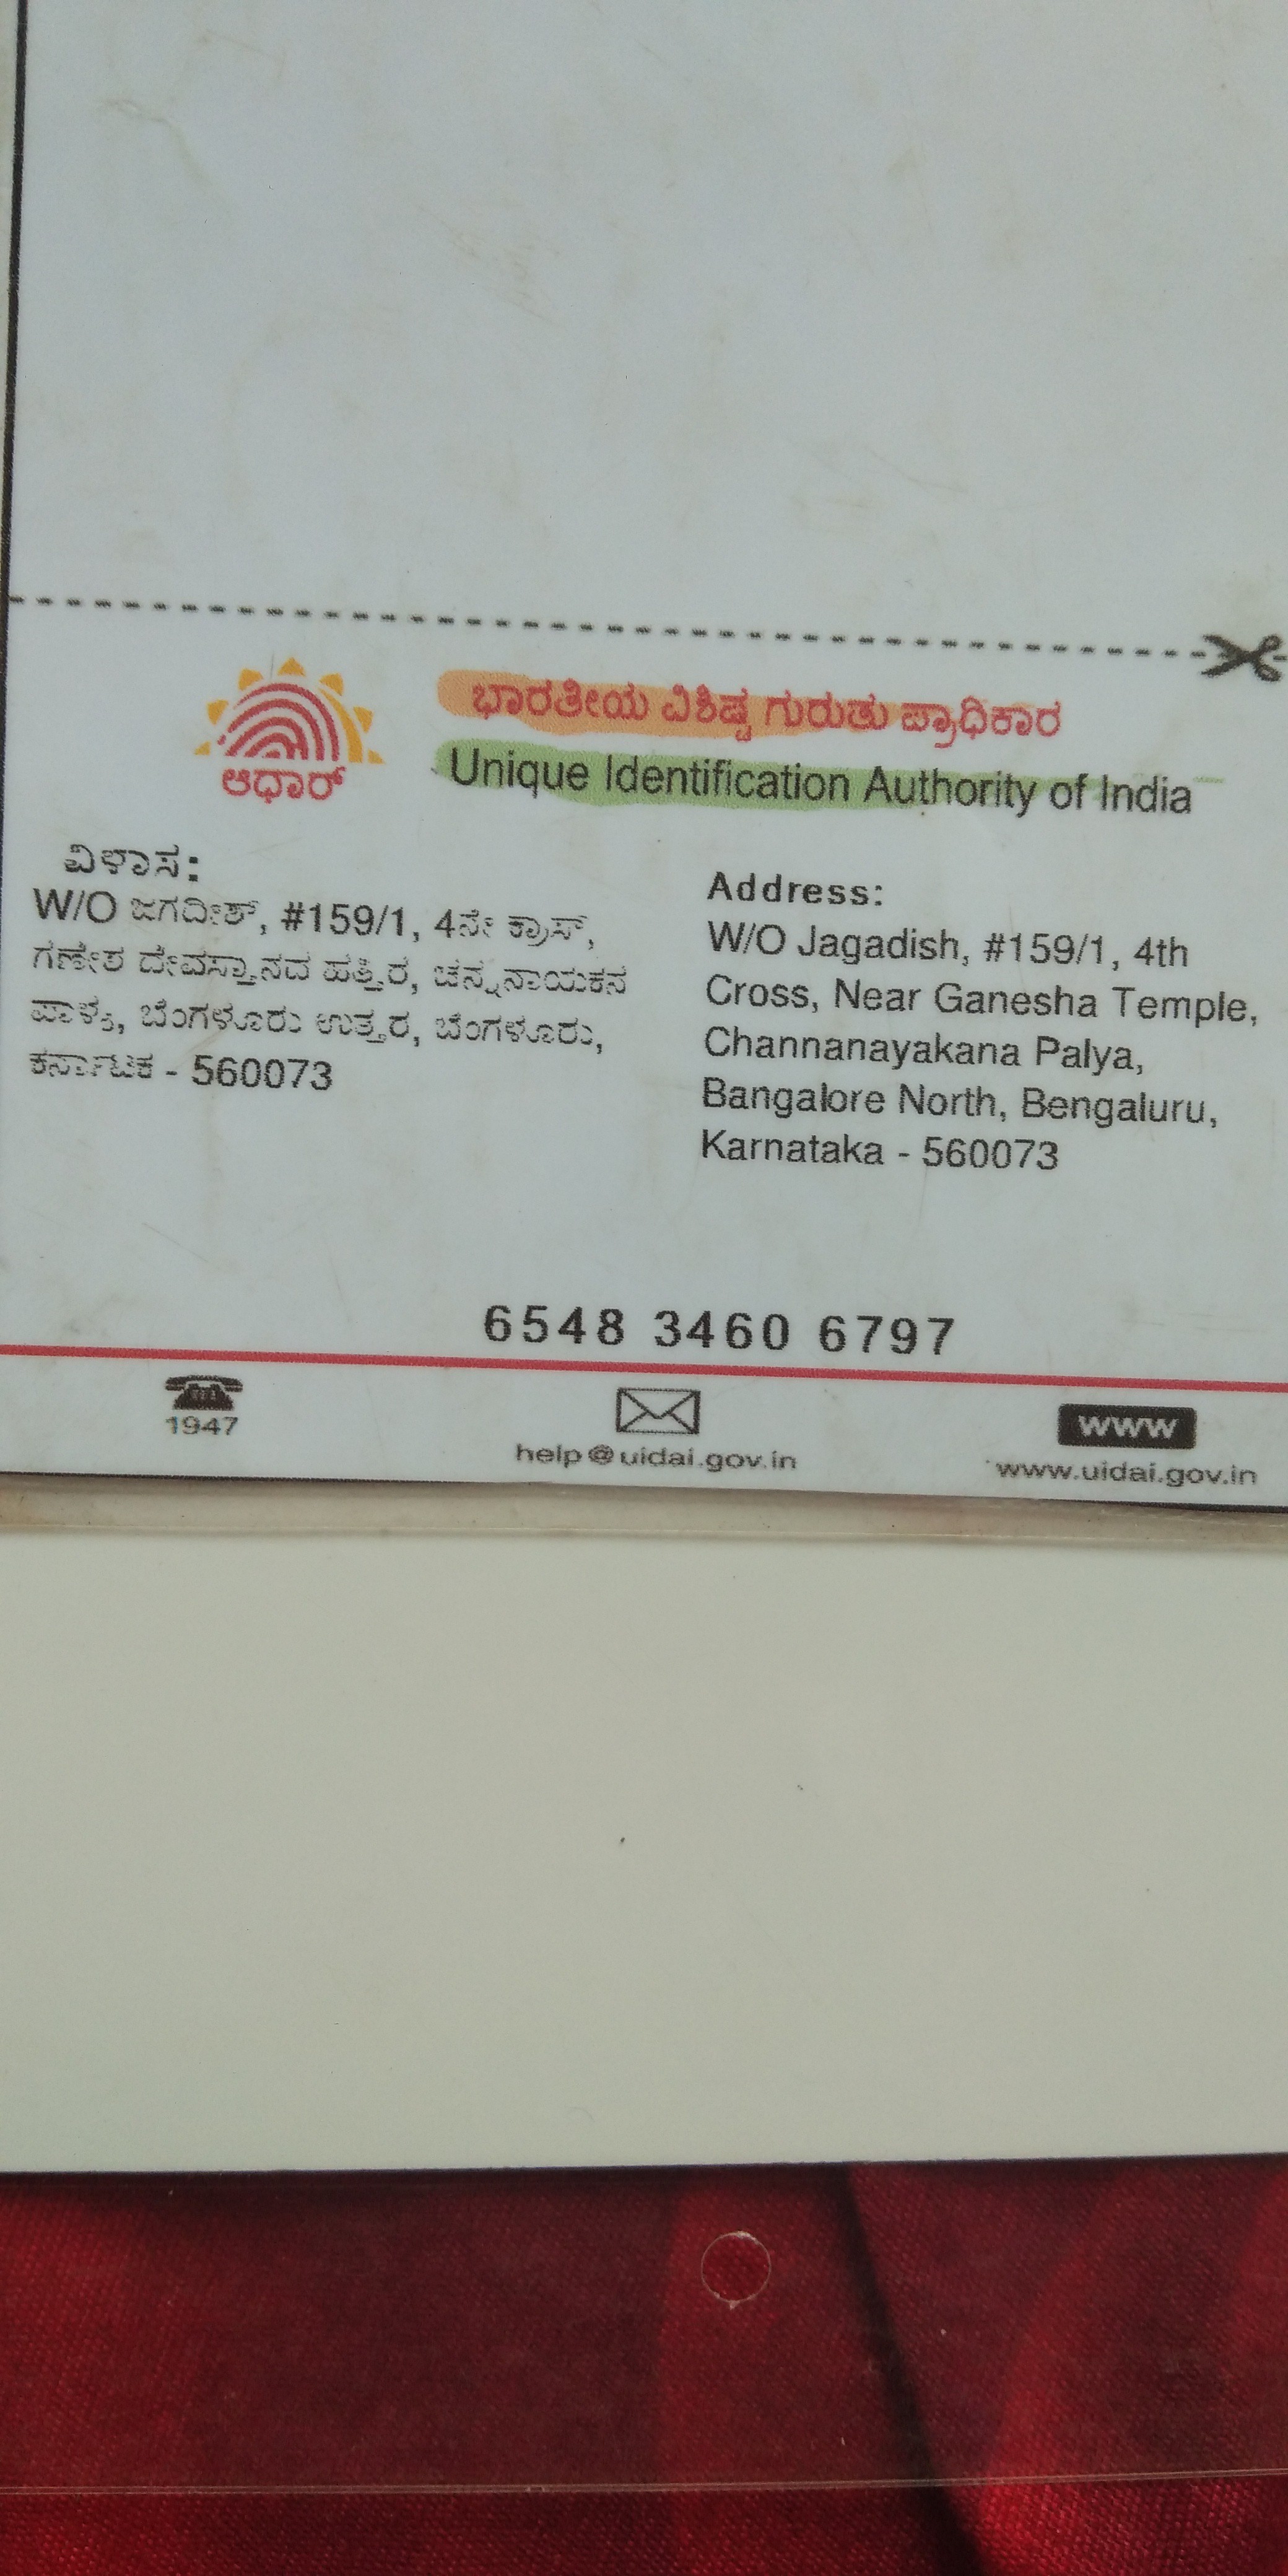 ಭಾರತೀಯ ವಿಶಿಷ್ಟ ಗುರುತು ಪ್ರಾಧಿಕಾರ
Unique Identification Authority of India
ಆಧಾರ್
ವಿಳಾಸ:
W/O ಜಗದೀಶ್, #159/1, 4ನೇ ಕ್ರಾಸ್,
ಗಣೇಶ ದೇವಸ್ಥಾನದ ಹತ್ತಿರ, ಚನ್ನನಾಯಕನ
ಪಾಳ್ಯ, ಬೆಂಗಳೂರು ಉತ್ತರ, ಬೆಂಗಳೂರು,
ಕರ್ನಾಟಕ - 560073
Address:
W/O Jagadish, #159/1, 4th
Cross, Near Ganesha Temple,
Channanayakana Palya,
Bangalore North, Bengaluru,
Karnataka - 560073
6548 3460 6797
1947
help@uidai.gov.in
www
www.uidai.gov.in